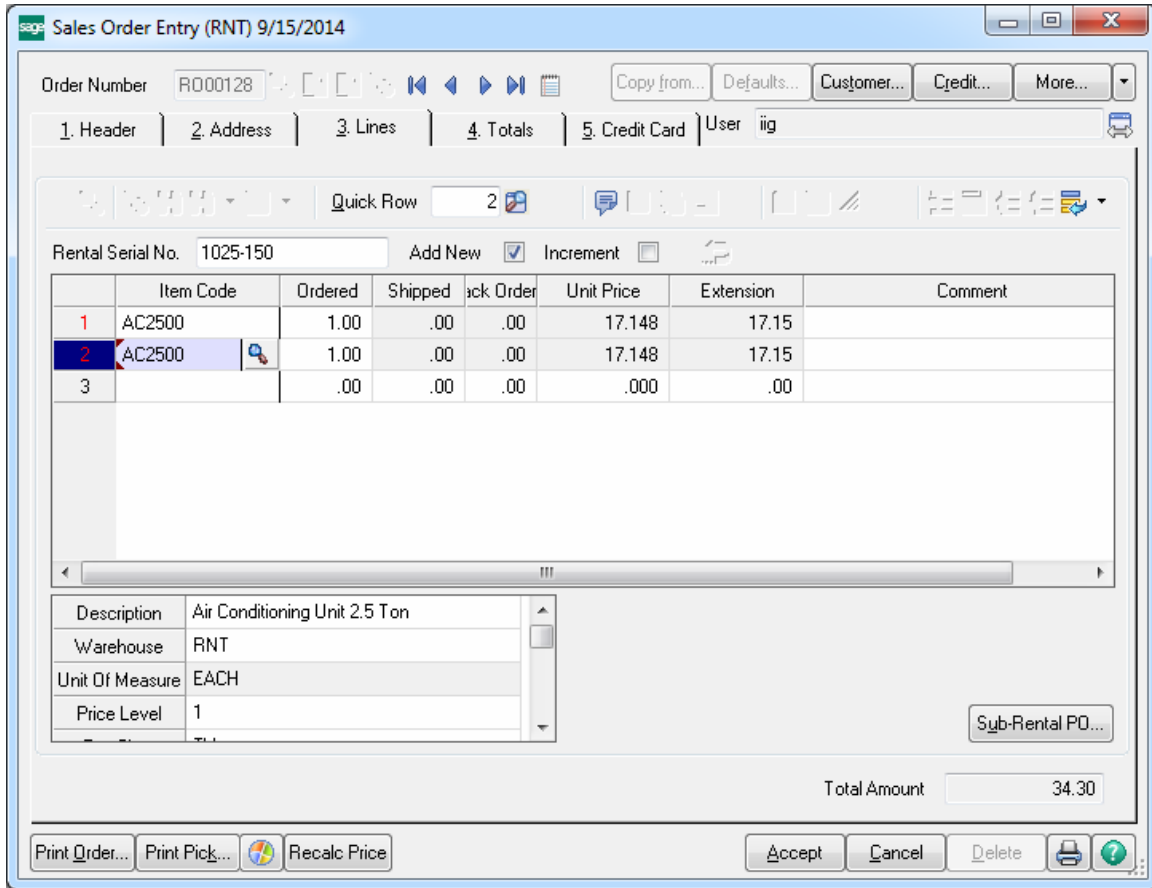 sage Sales Order Entry (RNT) 9/15/2014
Order Number RO00128 Copy from... Defaults... Customer... Credit... More...
1. Header 2. Address 3. Lines 4. Totals 5. Credit Card User iig
Quick Row 2
Rental Serial No. 1025-150 Add New Increment
Item Code Ordered Shipped ack Order Unit Price Extension Comment
1 AC2500 1.00 .00 .00 17.148 17.15
2 AC2500 1.00 .00 .00 17.148 17.15
3 .00 .00 .00 .000 .00
Description Air Conditioning Unit 2.5 Ton
Warehouse RNT
Unit Of Measure EACH
Price Level 1
Sub-Rental PO...
Total Amount 34.30
Print Order... Print Pick... Recalc Price Accept Cancel Delete